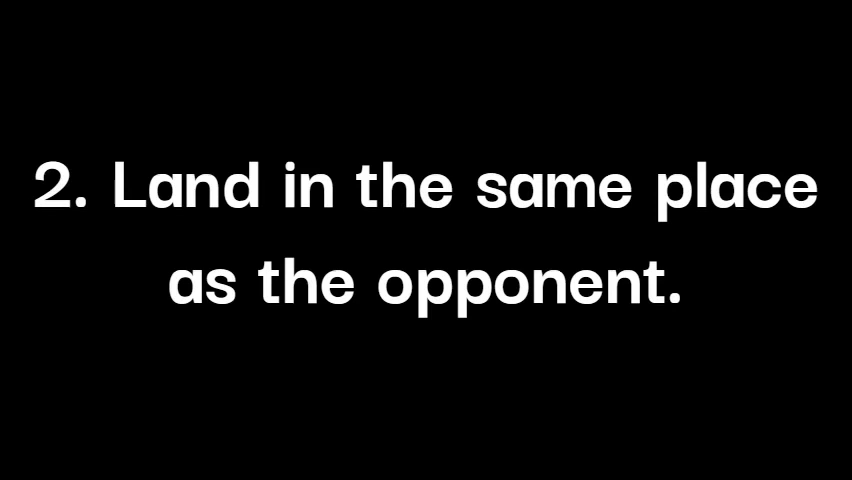 2. Land in the same place
as the opponent.